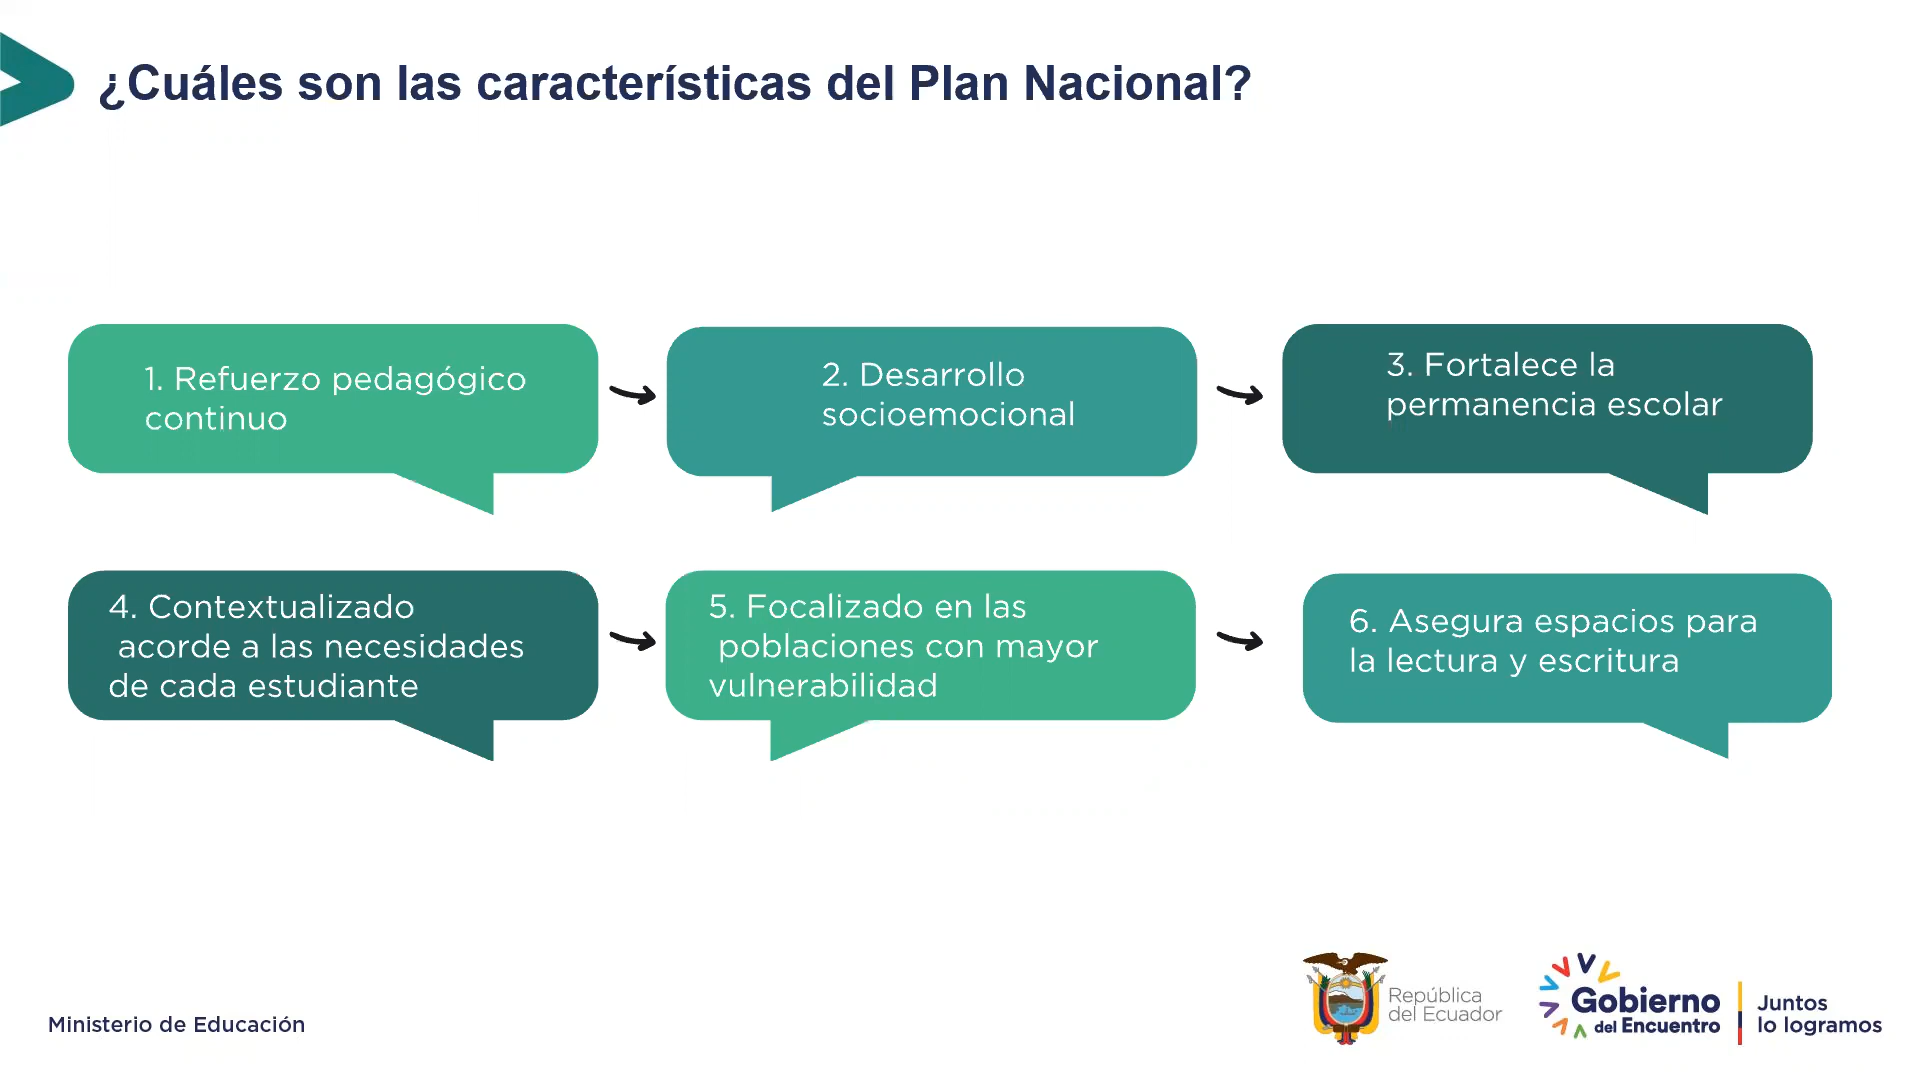 ¿Cuáles son las características del Plan Nacional?
1. Refuerzo pedagógico
continuo
2. Desarrollo
socioemocional
3. Fortalece la
permanencia escolar
4. Contextualizado
acorde a las necesidades
de cada estudiante
5. Focalizado en las
poblaciones con mayor
vulnerabilidad
6. Asegura espacios para
la lectura y escritura
Ministerio de Educación
República
del Ecuador
Gobierno
del Encuentro
Juntos
lo logramos